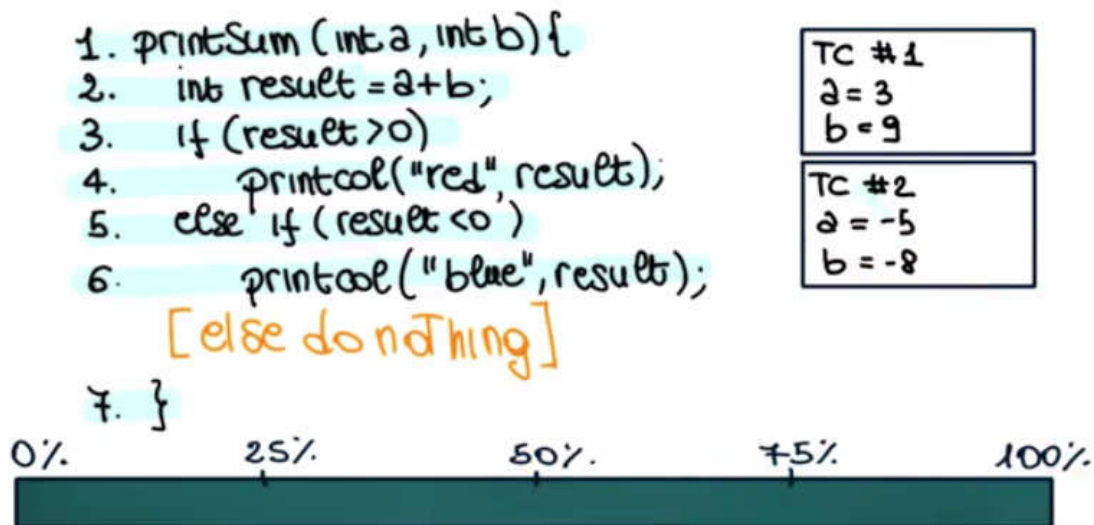 1. printSum (int a, int b){
2. int result = a+b;
3. if (result >0)
4. printcol("red", result);
5. else if (result <0 )
6. printcol("blue", result);
[else do nothing]
7. }
TC #1
a = 3
b = 9
TC #2
a = -5
b = -8
0% 25% 50% 75% 100%